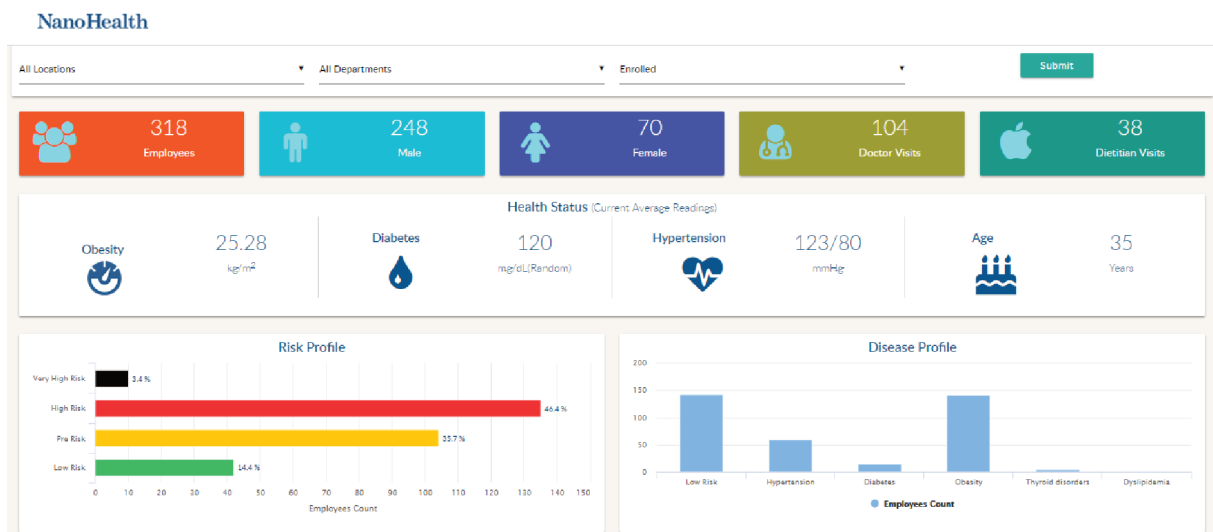 NanoHealth
All Locations All Departments Enrolled Submit
318 248 70 104 38
Employees Male Female Doctor Visits Dietitian Visits
Health Status (Current Average Readings)
Obesity 25.28 Diabetes 120 Hypertension 123/80 Age 35
kg/m² mg/dL(Random) mmHg Years
Risk Profile
Very High Risk 3.4 %
High Risk 46.4 %
Pre Risk 35.7 %
Low Risk 14.4 %
0 10 20 30 40 50 60 70 80 90 100 110 120 130 140 150
Employees Count
Disease Profile
200
150
100
50
0
Low Risk Hypertension Diabetes Obesity Thyroid disorders Dyslipidemia
Employees Count